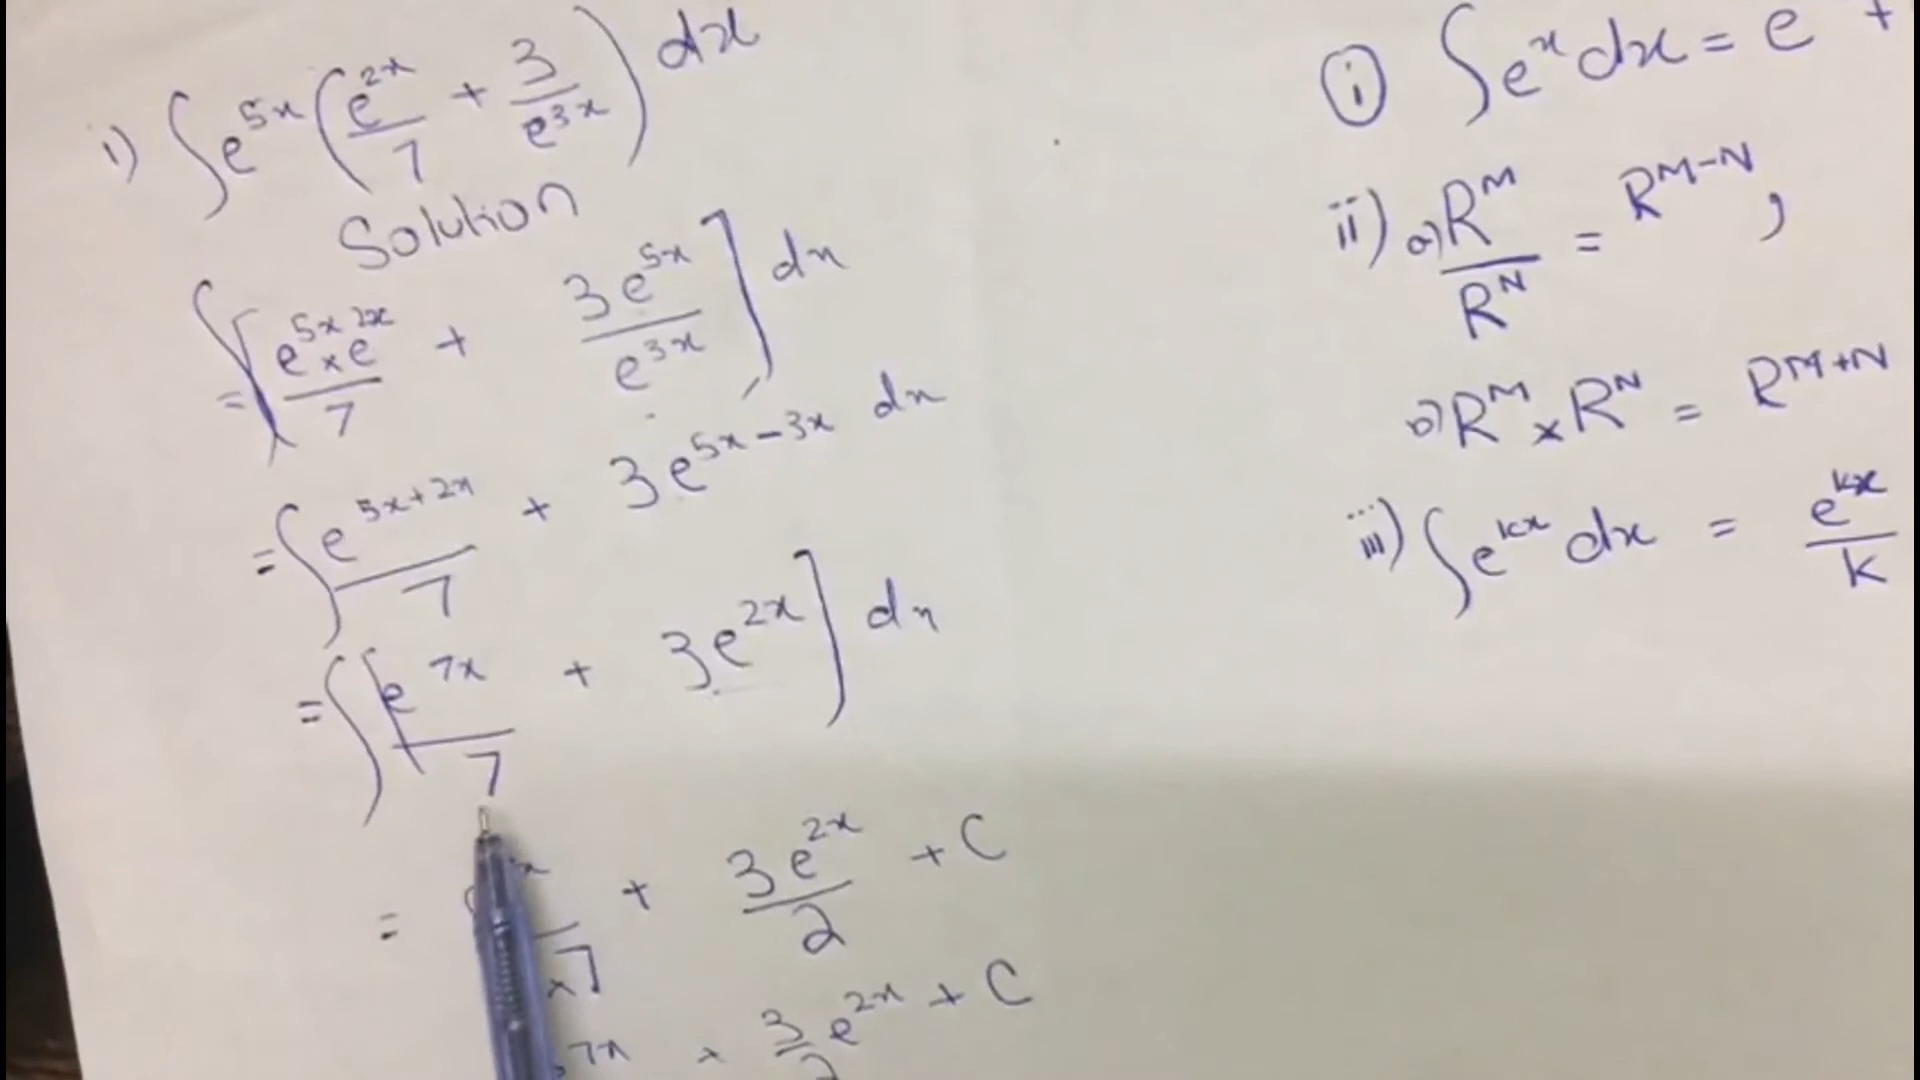 i) ∫e^{5x}(e^{2x}/7 + 3/e^{3x}) dx
Solution
= ∫[e^{5x} × e^{2x}/7 + 3e^{5x}/e^{3x}] dx
= ∫e^{5x+2x}/7 + 3e^{5x-3x} dx
= ∫[e^{7x}/7 + 3e^{2x}] dx
= + 3e^{2x}/2 + C
7x + 3/2 e^{2x} + C
i ∫e^x dx = e +
ii) a) R^M/R^N = R^{M-N},
b) R^M × R^N = R^{M+N}
iii) ∫e^{kx} dx = e^{kx}/k